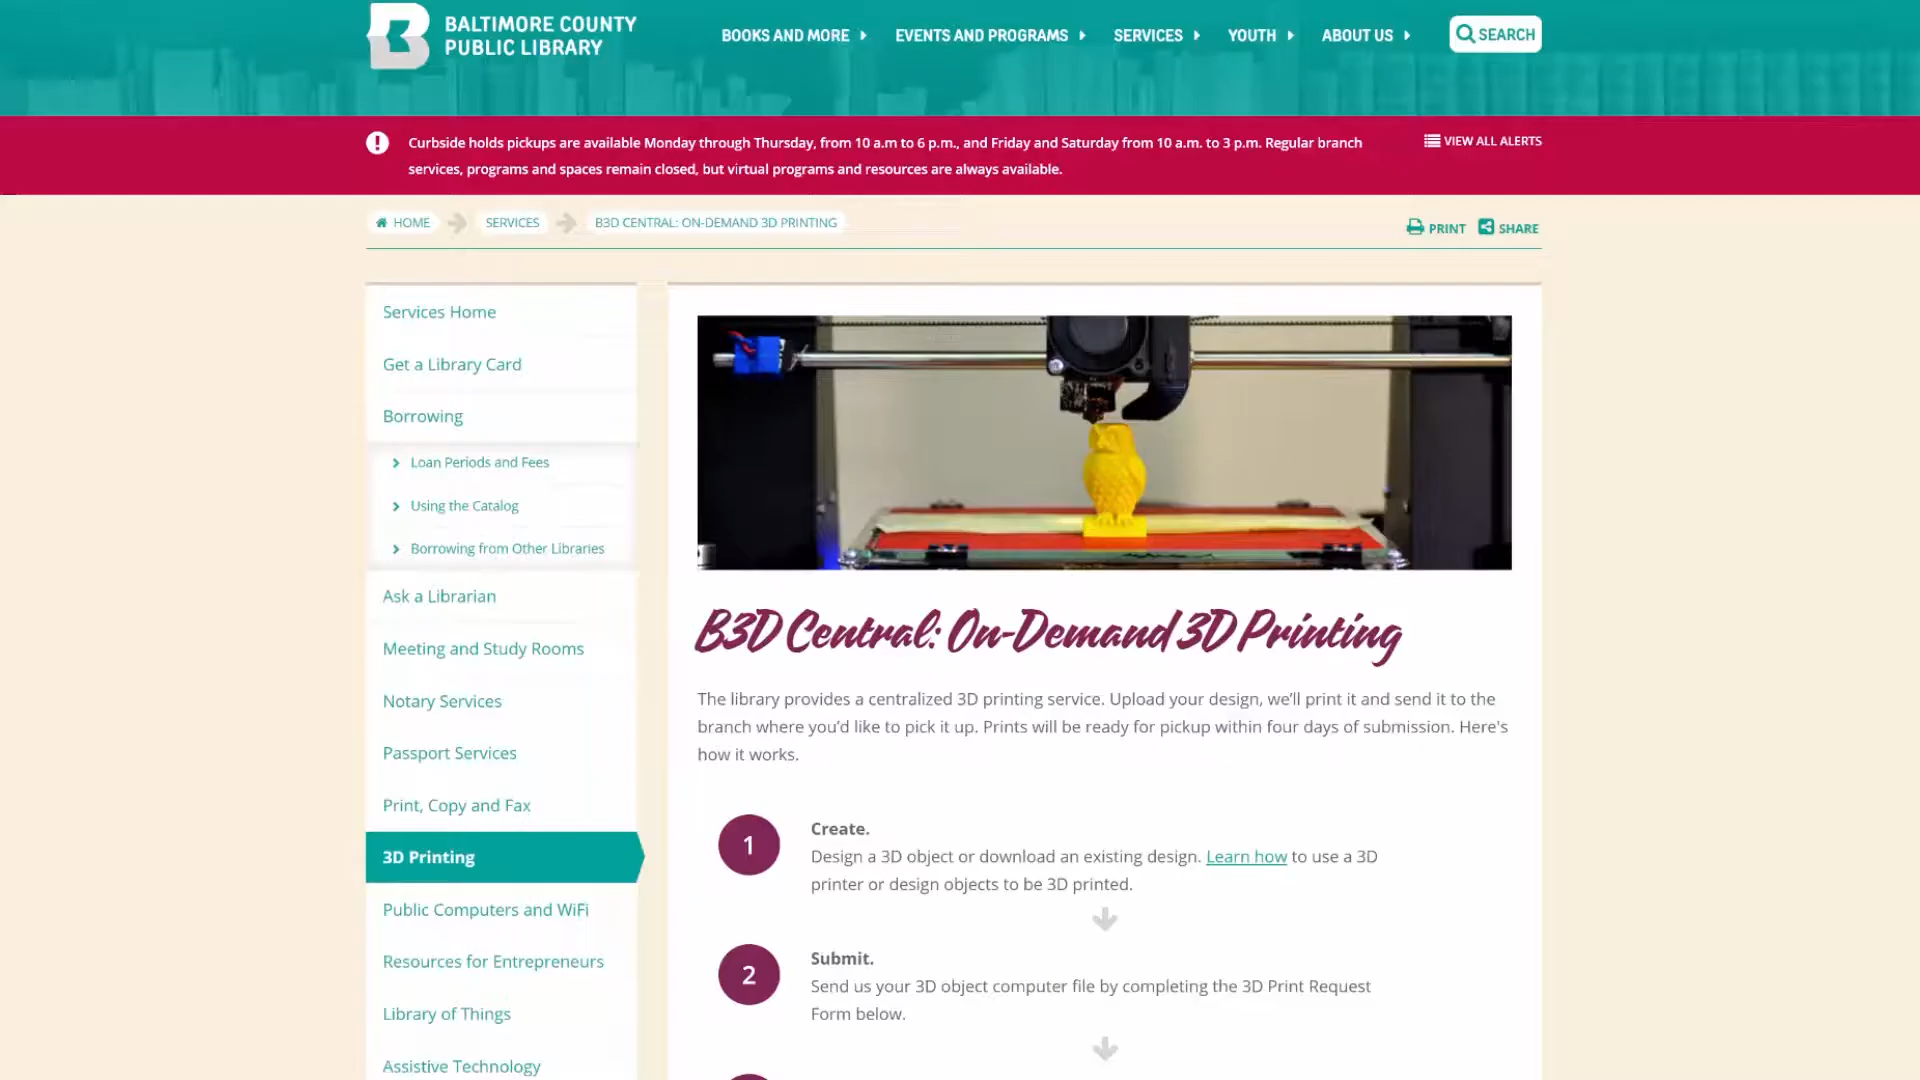 BALTIMORE COUNTY
PUBLIC LIBRARY
BOOKS AND MORE
EVENTS AND PROGRAMS
SERVICES
YOUTH
ABOUT US
SEARCH
Curbside holds pickups are available Monday through Thursday, from 10 a.m to 6 p.m., and Friday and Saturday from 10 a.m. to 3 p.m. Regular branch
services, programs and spaces remain closed, but virtual programs and resources are always available.
VIEW ALL ALERTS
HOME
SERVICES
B3D CENTRAL: ON-DEMAND 3D PRINTING
PRINT
SHARE
Services Home
Get a Library Card
Borrowing
Loan Periods and Fees
Using the Catalog
Borrowing from Other Libraries
Ask a Librarian
Meeting and Study Rooms
Notary Services
Passport Services
Print, Copy and Fax
3D Printing
Public Computers and WiFi
Resources for Entrepreneurs
Library of Things
Assistive Technology
B3D Central: On-Demand 3D Printing
The library provides a centralized 3D printing service. Upload your design, we'll print it and send it to the
branch where you'd like to pick it up. Prints will be ready for pickup within four days of submission. Here's
how it works.
1
Create.
Design a 3D object or download an existing design. Learn how to use a 3D
printer or design objects to be 3D printed.
2
Submit.
Send us your 3D object computer file by completing the 3D Print Request
Form below.